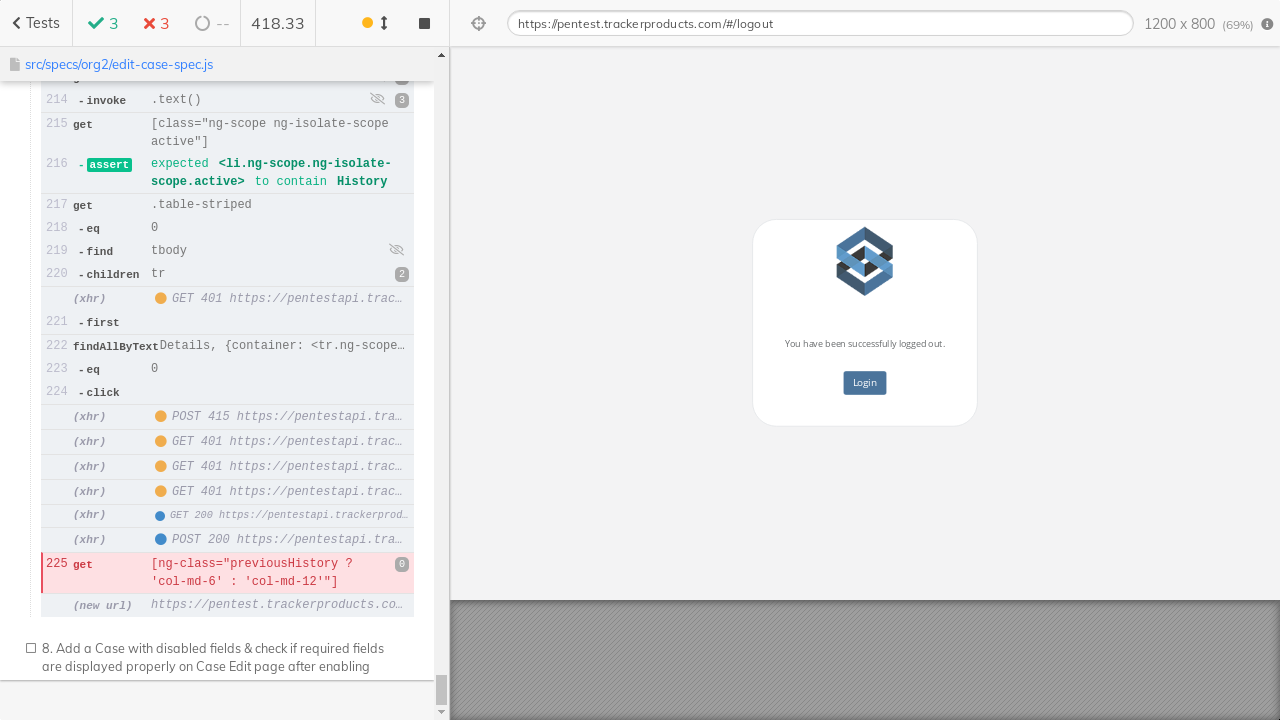 Tests
3
3
--
418.33
https://pentest.trackerproducts.com/#/logout
1200 x 800 (69%)
src/specs/org2/edit-case-spec.js
214 - invoke .text() 3
215 get [class="ng-scope ng-isolate-scope
active"]
216 - assert expected <li.ng-scope.ng-isolate-
scope.active> to contain History
217 get .table-striped
218 - eq 0
219 - find tbody
220 - children tr 2
(xhr) GET 401 https://pentestapi.trac…
221 - first
222 findAllByText Details, {container: <tr.ng-scope…
223 - eq 0
224 - click
(xhr) POST 415 https://pentestapi.tra…
(xhr) GET 401 https://pentestapi.trac…
(xhr) GET 401 https://pentestapi.trac…
(xhr) GET 401 https://pentestapi.trac…
(xhr) GET 200 https://pentestapi.trackerprod…
(xhr) POST 200 https://pentestapi.tra…
225 get [ng-class="previousHistory ? 0
'col-md-6' : 'col-md-12'"]
(new url) https://pentest.trackerproducts.co…
8. Add a Case with disabled fields & check if required fields
are displayed properly on Case Edit page after enabling
You have been successfully logged out.
Login